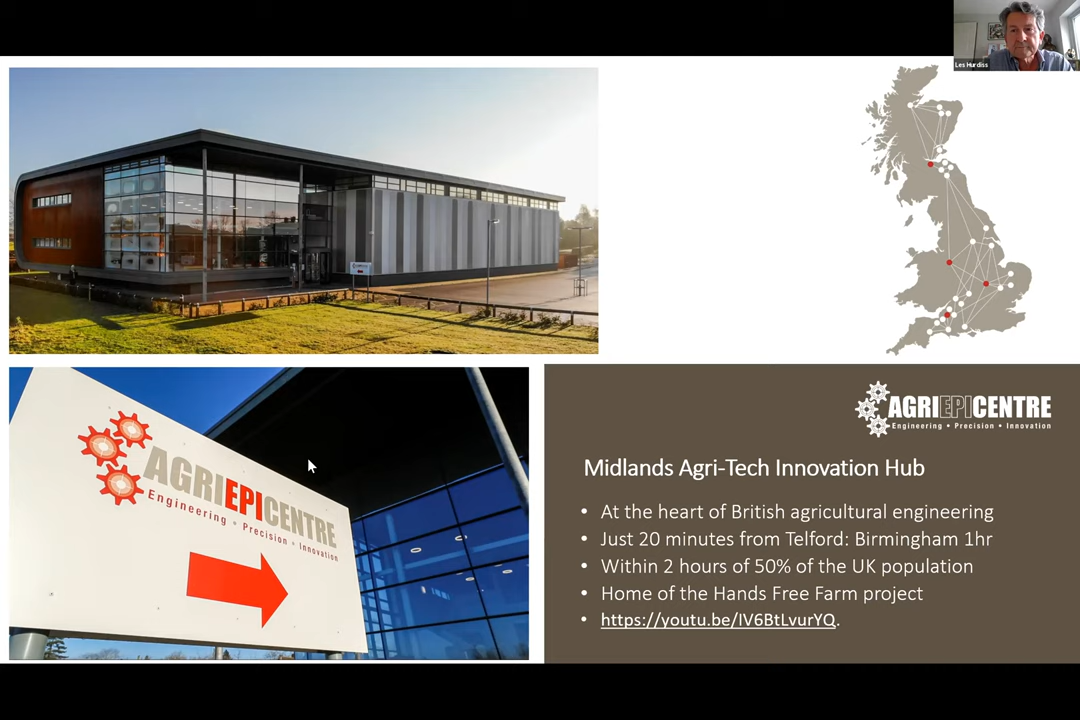 Les Hurdiss
AGRIEPICENTRE
Engineering • Precision • Innovation
AGRIEPICENTRE
Engineering • Precision • Innovation
Midlands Agri-Tech Innovation Hub
• At the heart of British agricultural engineering
• Just 20 minutes from Telford: Birmingham 1hr
• Within 2 hours of 50% of the UK population
• Home of the Hands Free Farm project
• https://youtu.be/IV6BtLvurYQ.